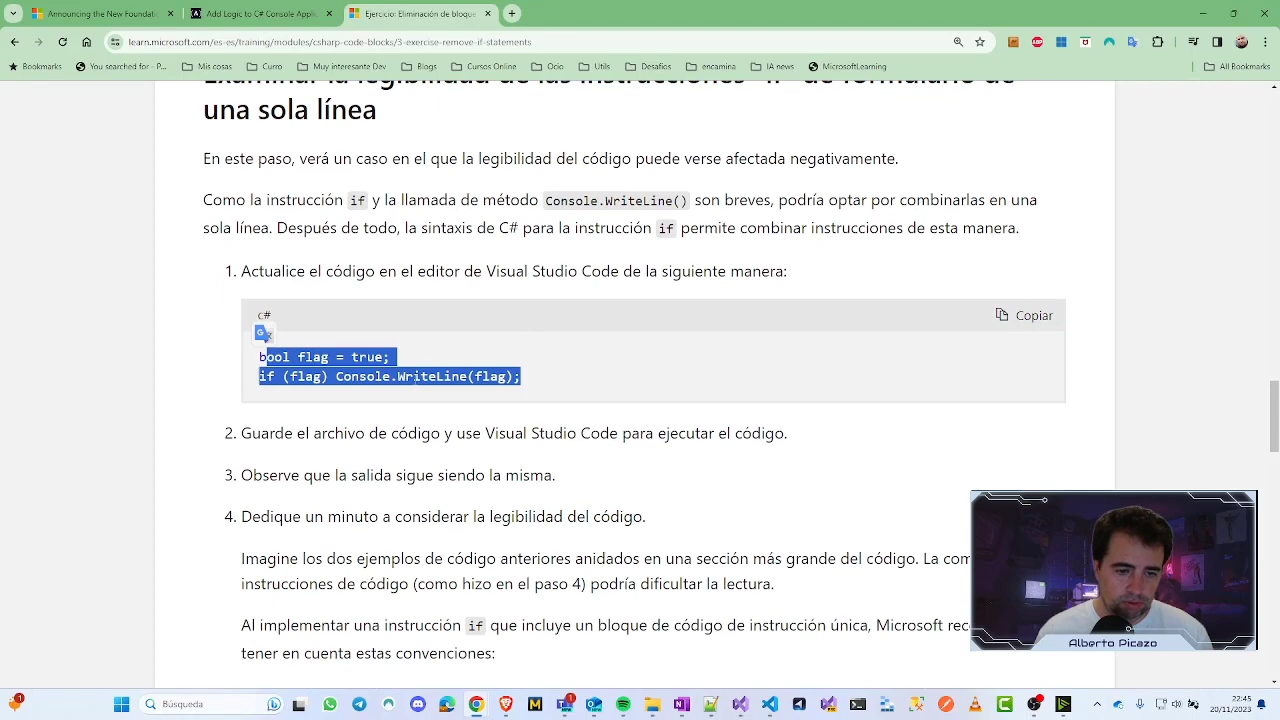 Announcing the New Foundati
Add Logic to C# Console Applic
Ejercicio: Eliminación de bloque
learn.microsoft.com/es-es/training/modules/csharp-code-blocks/3-exercise-remove-if-statements
Bookmarks
You searched for - P...
Mis cosas
Curro
Muy interesante Dev
Blogs
Cursos Online
Ocio
Utils
Desafios
encamina
IA news
MicrosoftLearning
All Bookmarks
una sola línea
En este paso, verá un caso en el que la legibilidad del código puede verse afectada negativamente.
Como la instrucción if y la llamada de método Console.WriteLine() son breves, podría optar por combinarlas en una
sola línea. Después de todo, la sintaxis de C# para la instrucción if permite combinar instrucciones de esta manera.
1. Actualice el código en el editor de Visual Studio Code de la siguiente manera:
c#
Copiar
bool flag = true;
if (flag) Console.WriteLine(flag);
2. Guarde el archivo de código y use Visual Studio Code para ejecutar el código.
3. Observe que la salida sigue siendo la misma.
4. Dedique un minuto a considerar la legibilidad del código.
Imagine los dos ejemplos de código anteriores anidados en una sección más grande del código. La com
instrucciones de código (como hizo en el paso 4) podría dificultar la lectura.
Al implementar una instrucción if que incluye un bloque de código de instrucción única, Microsoft rec
tener en cuenta estas convenciones:
Alberto Picazo
Búsqueda
22:45
20/11/2023